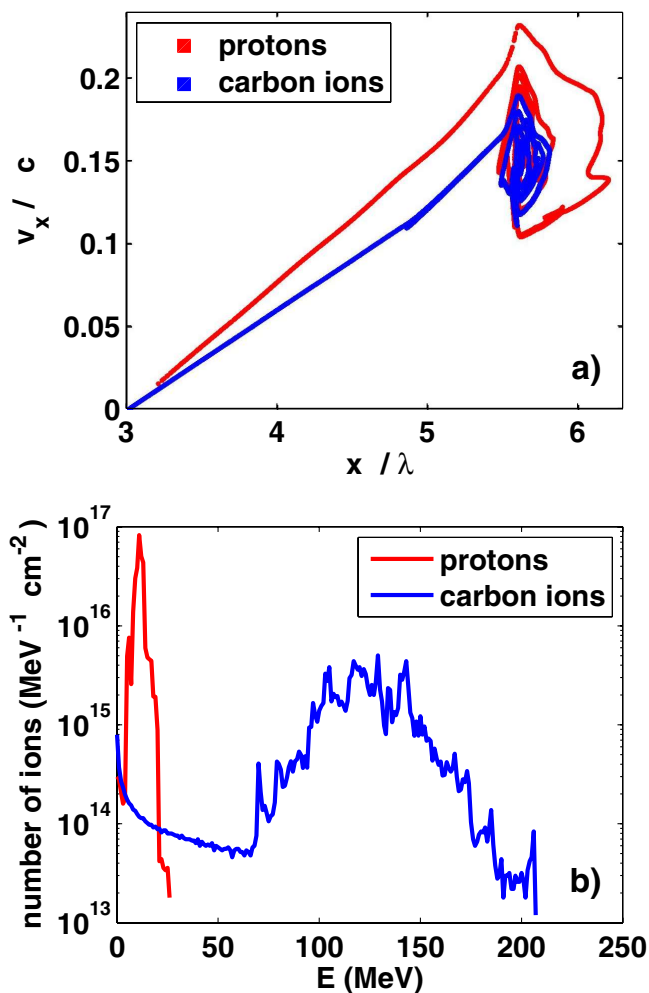 protons
carbon ions
0.2
0.15
0.1
0.05
0
v_x / c
a)
3 4 5 6
x / λ
10^17
10^16
10^15
10^14
10^13
number of ions (MeV^-1 cm^-2)
protons
carbon ions
b)
0 50 100 150 200 250
E (MeV)